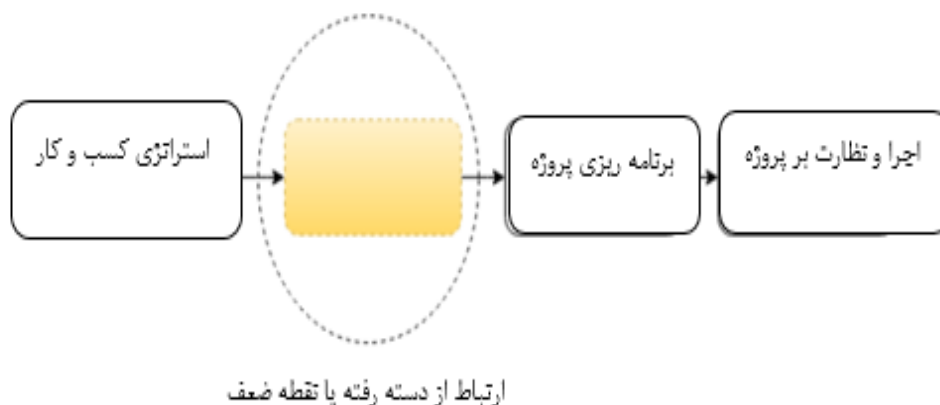 استراتژی کسب و کار
برنامه ریزی پروژه
اجرا و نظارت بر پروژه
ارتباط از دسته رفته یا نقطه ضعف